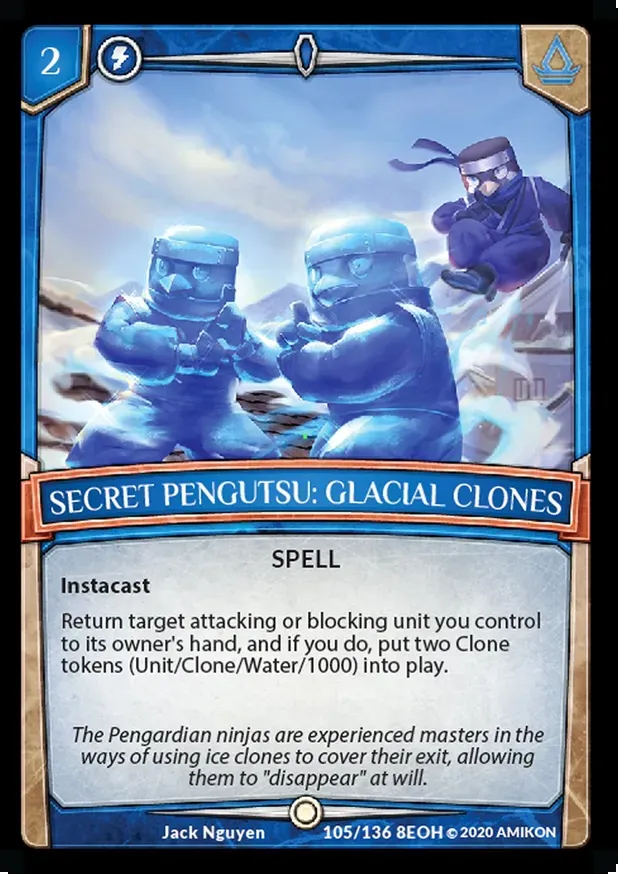 2
SECRET PENGUTSU: GLACIAL CLONES
SPELL
Instacast
Return target attacking or blocking unit you control
to its owner's hand, and if you do, put two Clone
tokens (Unit/Clone/Water/1000) into play.
The Pengardian ninjas are experienced masters in the
ways of using ice clones to cover their exit, allowing
them to "disappear" at will.
Jack Nguyen 105/136 8EOH © 2020 AMIKON